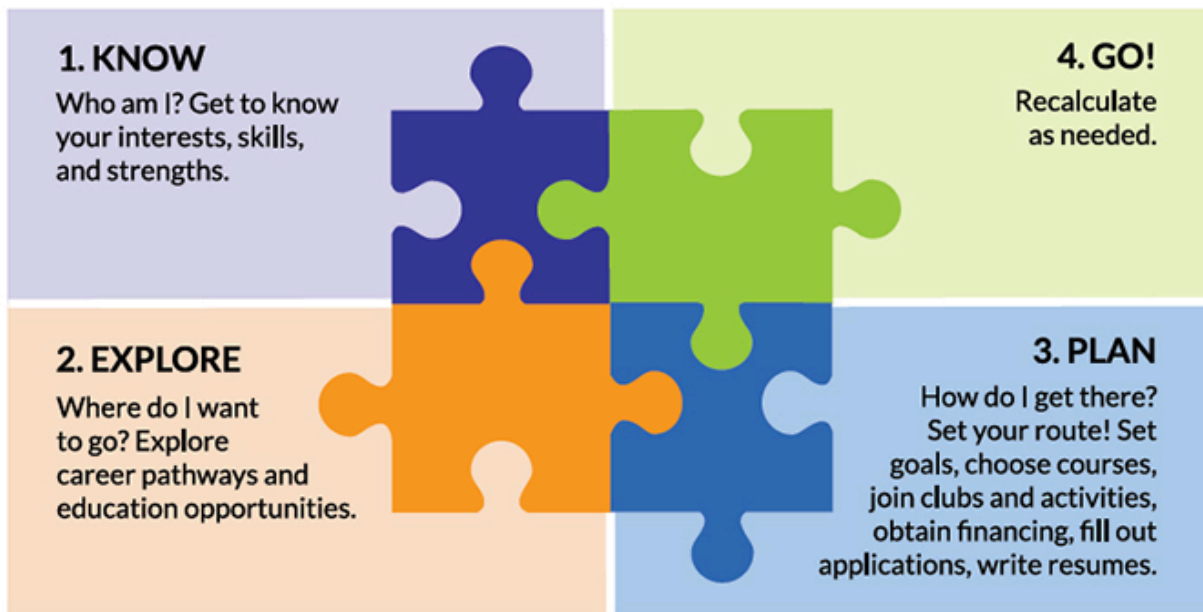 1. KNOW
Who am I? Get to know
your interests, skills,
and strengths.
2. EXPLORE
Where do I want
to go? Explore
career pathways and
education opportunities.
3. PLAN
How do I get there?
Set your route! Set
goals, choose courses,
join clubs and activities,
obtain financing, fill out
applications, write resumes.
4. GO!
Recalculate
as needed.